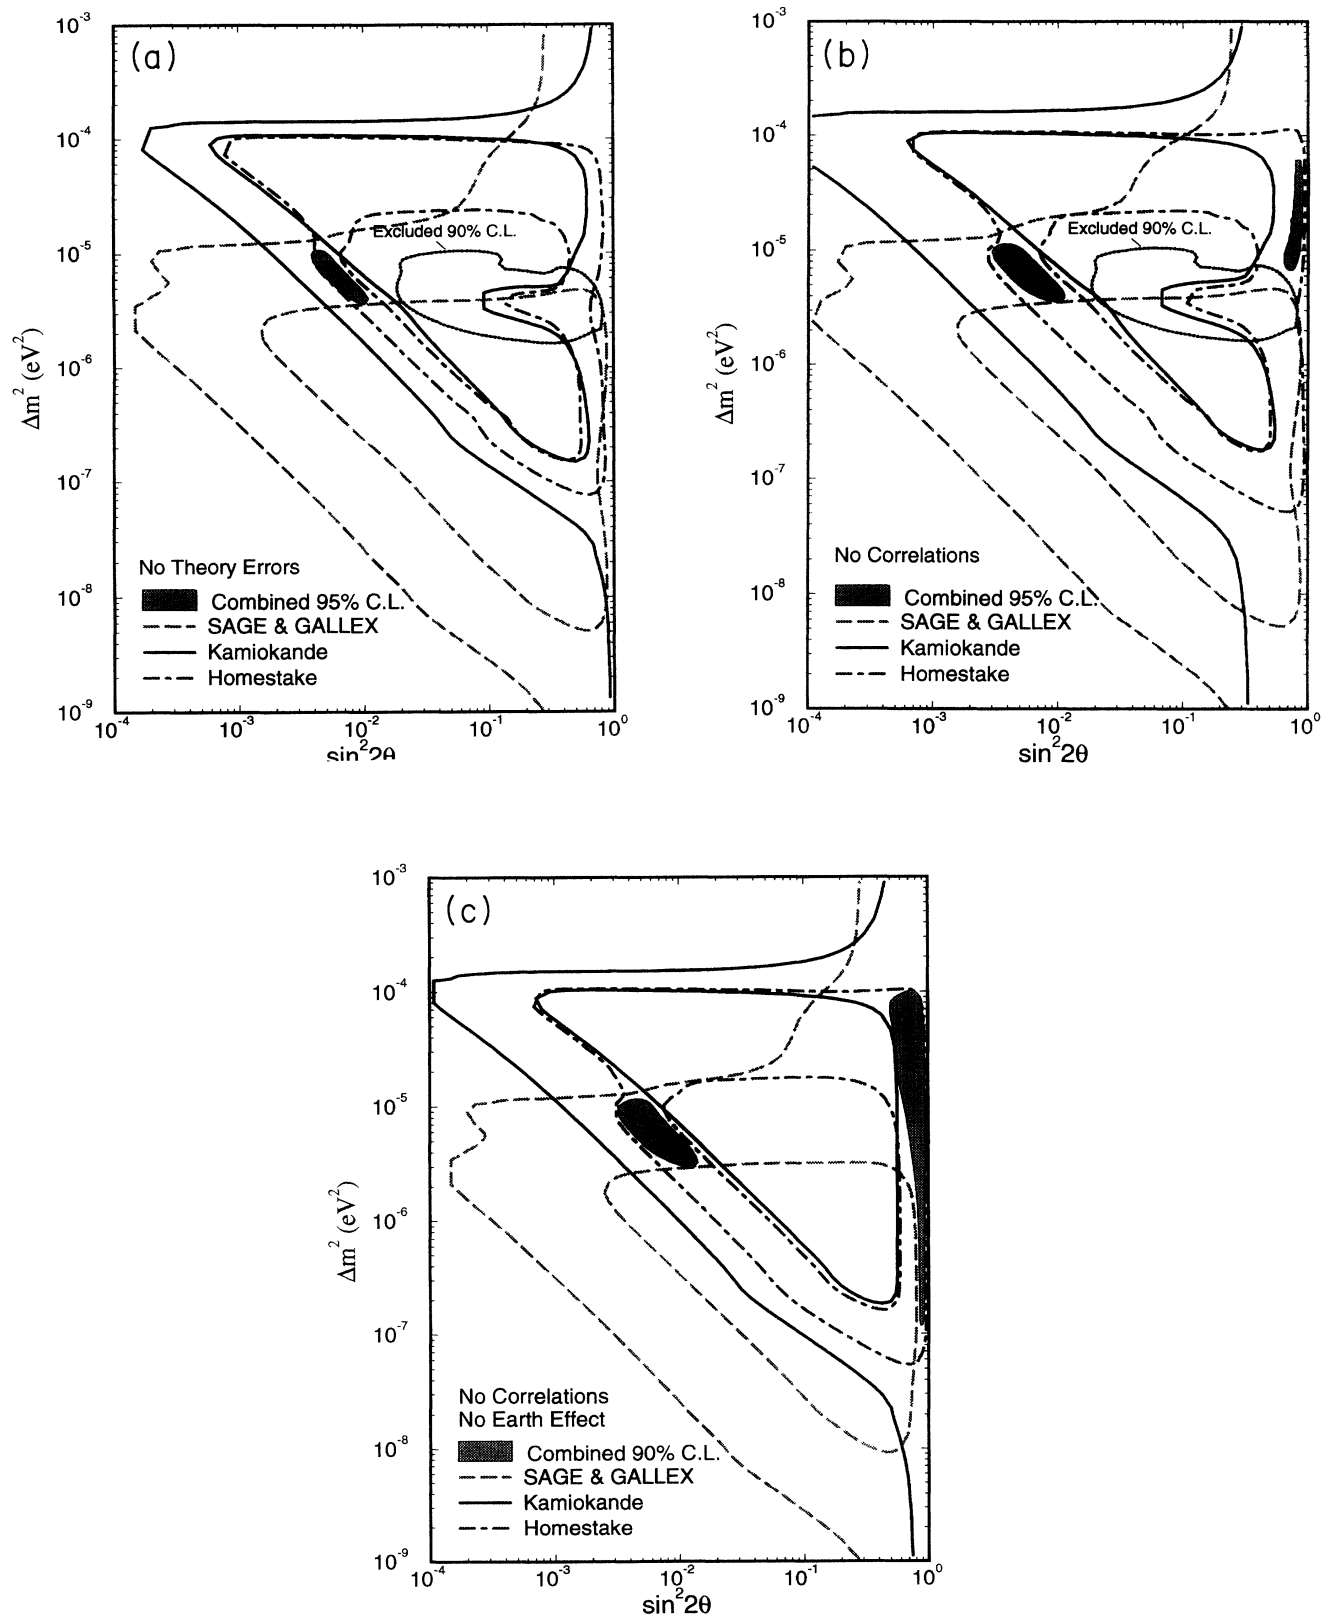 (a)
10^-3
10^-4
10^-5
10^-6
10^-7
10^-8
10^-9
Δm^2 (eV^2)
Excluded 90% C.L.
No Theory Errors
Combined 95% C.L.
SAGE & GALLEX
Kamiokande
Homestake
10^-4 10^-3 10^-2 10^-1 10^0
sin^2 2θ
(b)
10^-3
10^-4
10^-5
10^-6
10^-7
10^-8
10^-9
Δm^2 (eV^2)
Excluded 90% C.L.
No Correlations
Combined 95% C.L.
SAGE & GALLEX
Kamiokande
Homestake
10^-4 10^-3 10^-2 10^-1 10^0
sin^2 2θ
(c)
10^-3
10^-4
10^-5
10^-6
10^-7
10^-8
10^-9
Δm^2 (eV^2)
No Correlations
No Earth Effect
Combined 90% C.L.
SAGE & GALLEX
Kamiokande
Homestake
10^-4 10^-3 10^-2 10^-1 10^0
sin^2 2θ